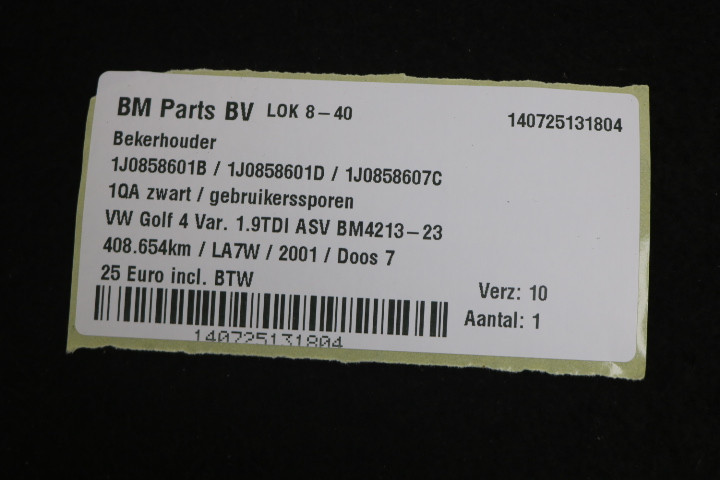 BM Parts BV LOK 8-40 140725131804
Bekerhouder
1J0858601B / 1J0858601D / 1J0858607C
1QA zwart / gebruikerssporen
VW Golf 4 Var. 1.9TDI ASV BM4213-23
408.654km / LA7W / 2001 / Doos 7
25 Euro incl. BTW
Verz: 10
Aantal: 1
140725131804